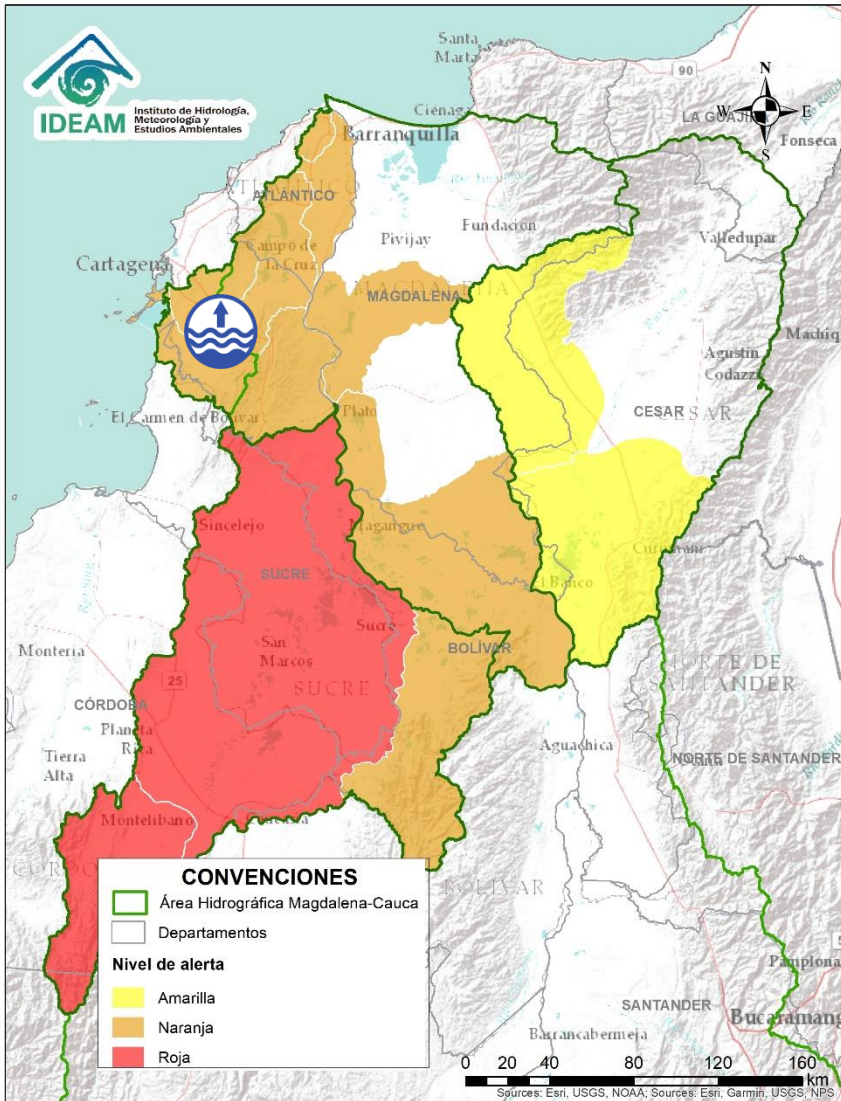 IDEAM
Instituto de Hidrología,
Meteorología y
Estudios Ambientales
Santa
Marta
90
N
W
E
S
Ciénaga
Barranquilla
LA GUAJIRA
Fonseca
ATLÁNTICO
Pivijay
Fundación
Valledupar
Campo de
la Cruz
Cartagena
MAGDALENA
Agustín
Codazzi
El Carmen de Bolívar
Plato
CESAR
CESAR
Sincelejo
Magangué
SUCRE
El Banco
Montería
San
Marcos
Sucre
BOLÍVAR
NORTE DE
SANTANDER
25
SUCRE
CÓRDOBA
Planeta
Rica
Tierra
Alta
Aguachica
NORTE DE SANTANDER
Montelíbano
BOLÍVAR
CONVENCIONES
Área Hidrográfica Magdalena-Cauca
Departamentos
Nivel de alerta
Amarilla
Naranja
Roja
Pamplona
SANTANDER
Bucaramang
Barrancabermeja
0 20 40 80 120 160
km
Sources: Esri, USGS, NOAA; Sources: Esri, Garmin, USGS, NPS